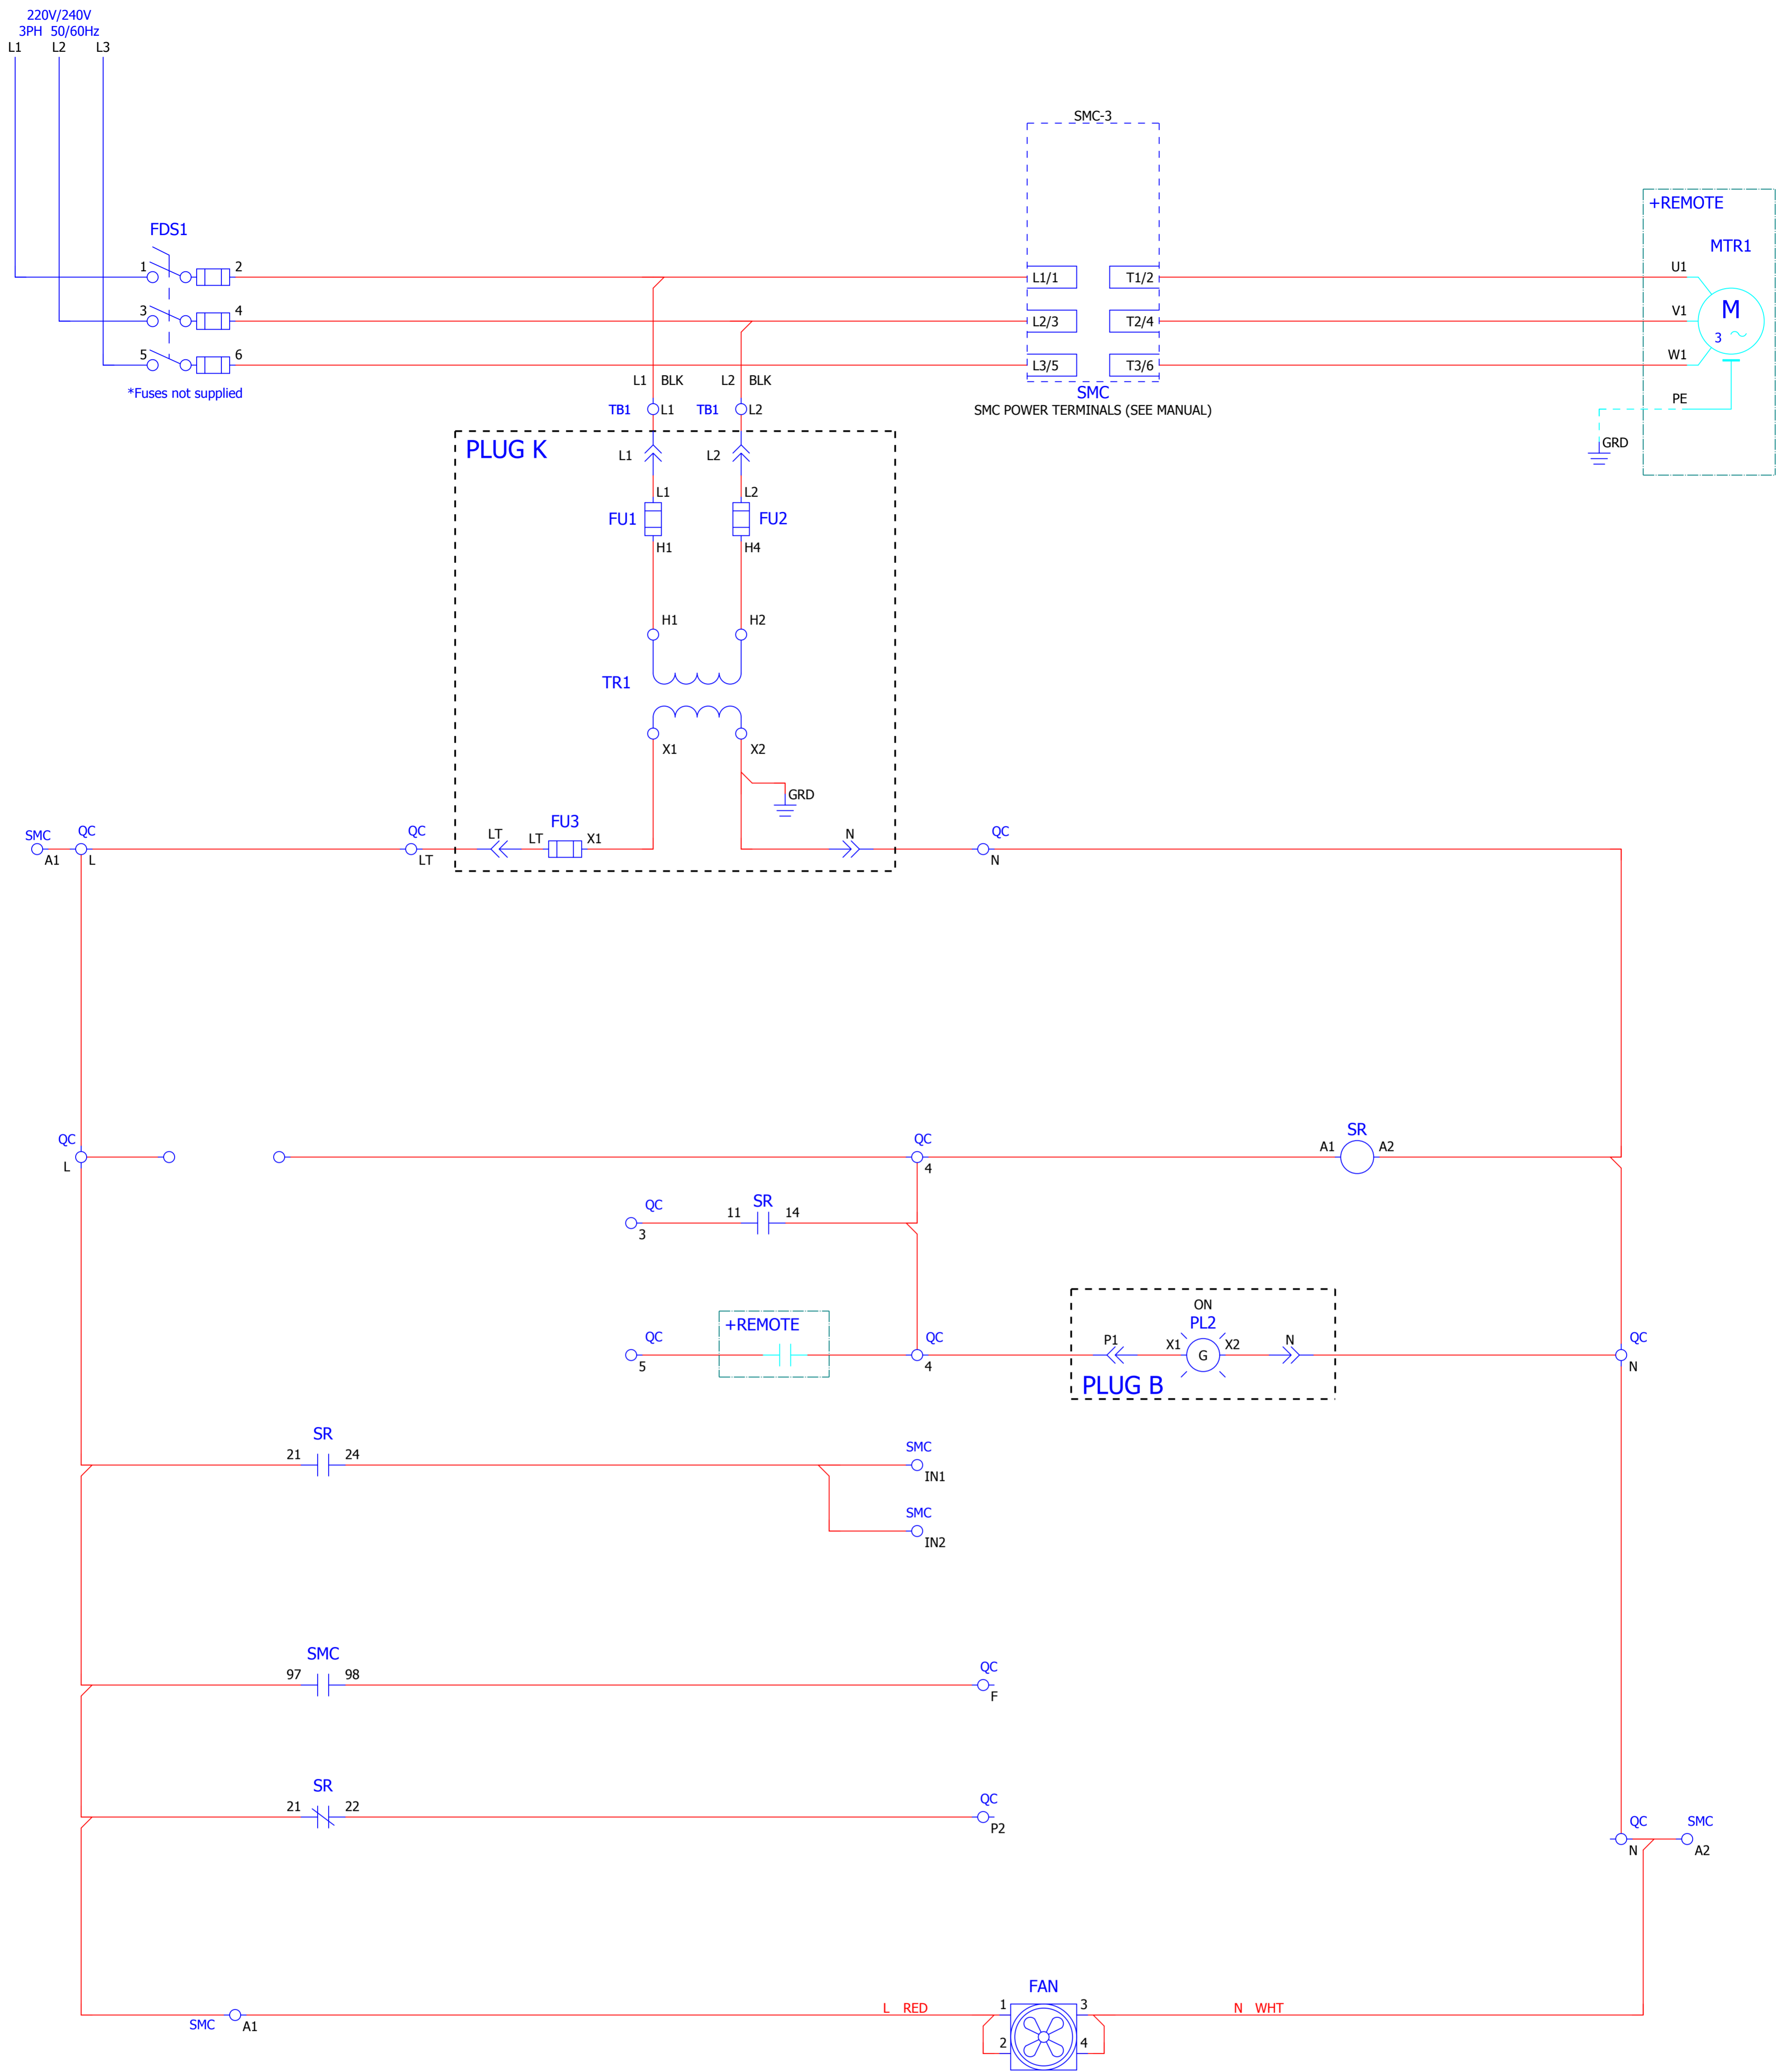 220V/240V
3PH 50/60Hz
L1 L2 L3
SMC-3
+REMOTE
MTR1
FDS1
1 2
L1/1 T1/2
U1
M
3
3 4
L2/3 T2/4
V1
5 6
L3/5 T3/6
W1
*Fuses not supplied
L1 BLK L2 BLK
SMC
PE
TB1 L1 TB1 L2
SMC POWER TERMINALS (SEE MANUAL)
GRD
PLUG K
L1 L2
L1 L2
FU1 FU2
H1 H4
H1 H2
TR1
X1 X2
GRD
SMC QC QC LT FU3 N QC
LT X1
A1 L LT N
QC QC SR
A1 A2
L 4
QC SR
11 14
3
ON
+REMOTE PL2
QC QC P1 X1 G X2 N QC
5 4 N
PLUG B
SR SMC
21 24
IN1
SMC
IN2
SMC QC
97 98
F
SR QC
21 22
P2
QC SMC
N A2
FAN
L RED 1 3 N WHT
SMC A1
2 4